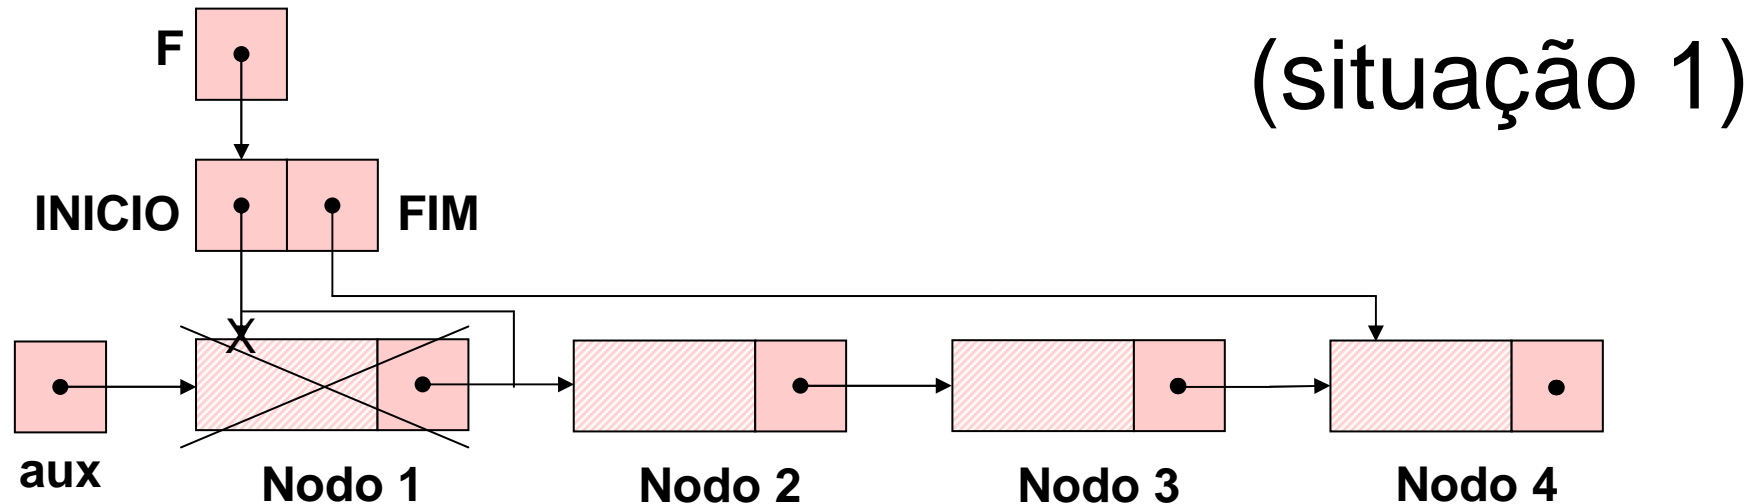 F
(situação 1)
INICIO
FIM
X
aux
Nodo 1
Nodo 2
Nodo 3
Nodo 4